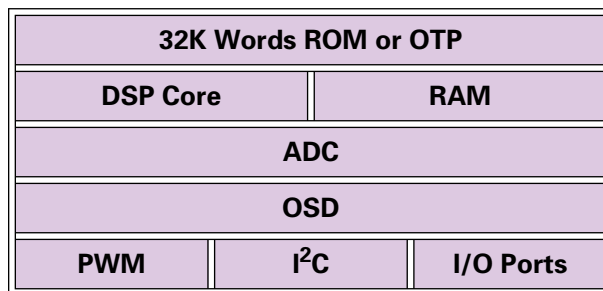 32K Words ROM or OTP
DSP Core RAM
ADC
OSD
PWM I²C I/O Ports